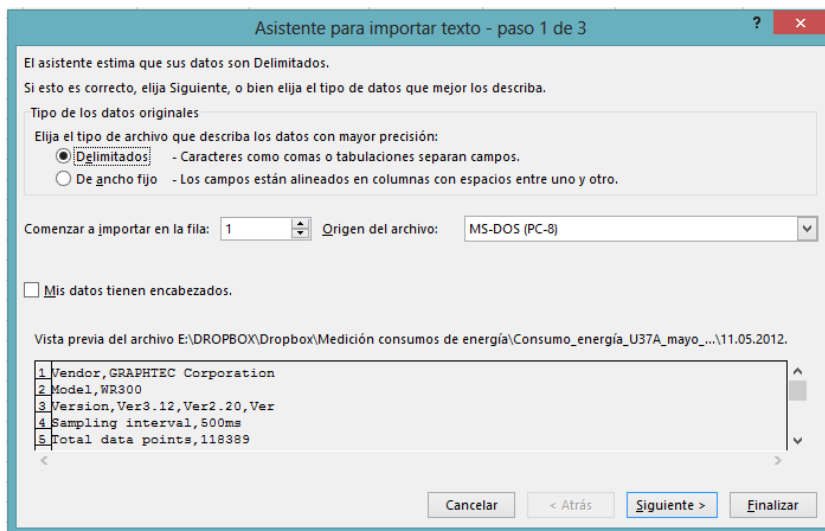 Asistente para importar texto - paso 1 de 3
?
El asistente estima que sus datos son Delimitados.
Si esto es correcto, elija Siguiente, o bien elija el tipo de datos que mejor los describa.
Tipo de los datos originales
Elija el tipo de archivo que describa los datos con mayor precisión:
Delimitados - Caracteres como comas o tabulaciones separan campos.
De ancho fijo - Los campos están alineados en columnas con espacios entre uno y otro.
Comenzar a importar en la fila: 1 Origen del archivo: MS-DOS (PC-8)
Mis datos tienen encabezados.
Vista previa del archivo E:\DROPBOX\Dropbox\Medición consumos de energía\Consumo_energía_U37A_mayo_...\11.05.2012.
1 Vendor,GRAPHTEC Corporation
2 Model,WR300
3 Version,Ver3.12,Ver2.20,Ver
4 Sampling interval,500ms
5 Total data points,118389
Cancelar < Atrás Siguiente > Finalizar